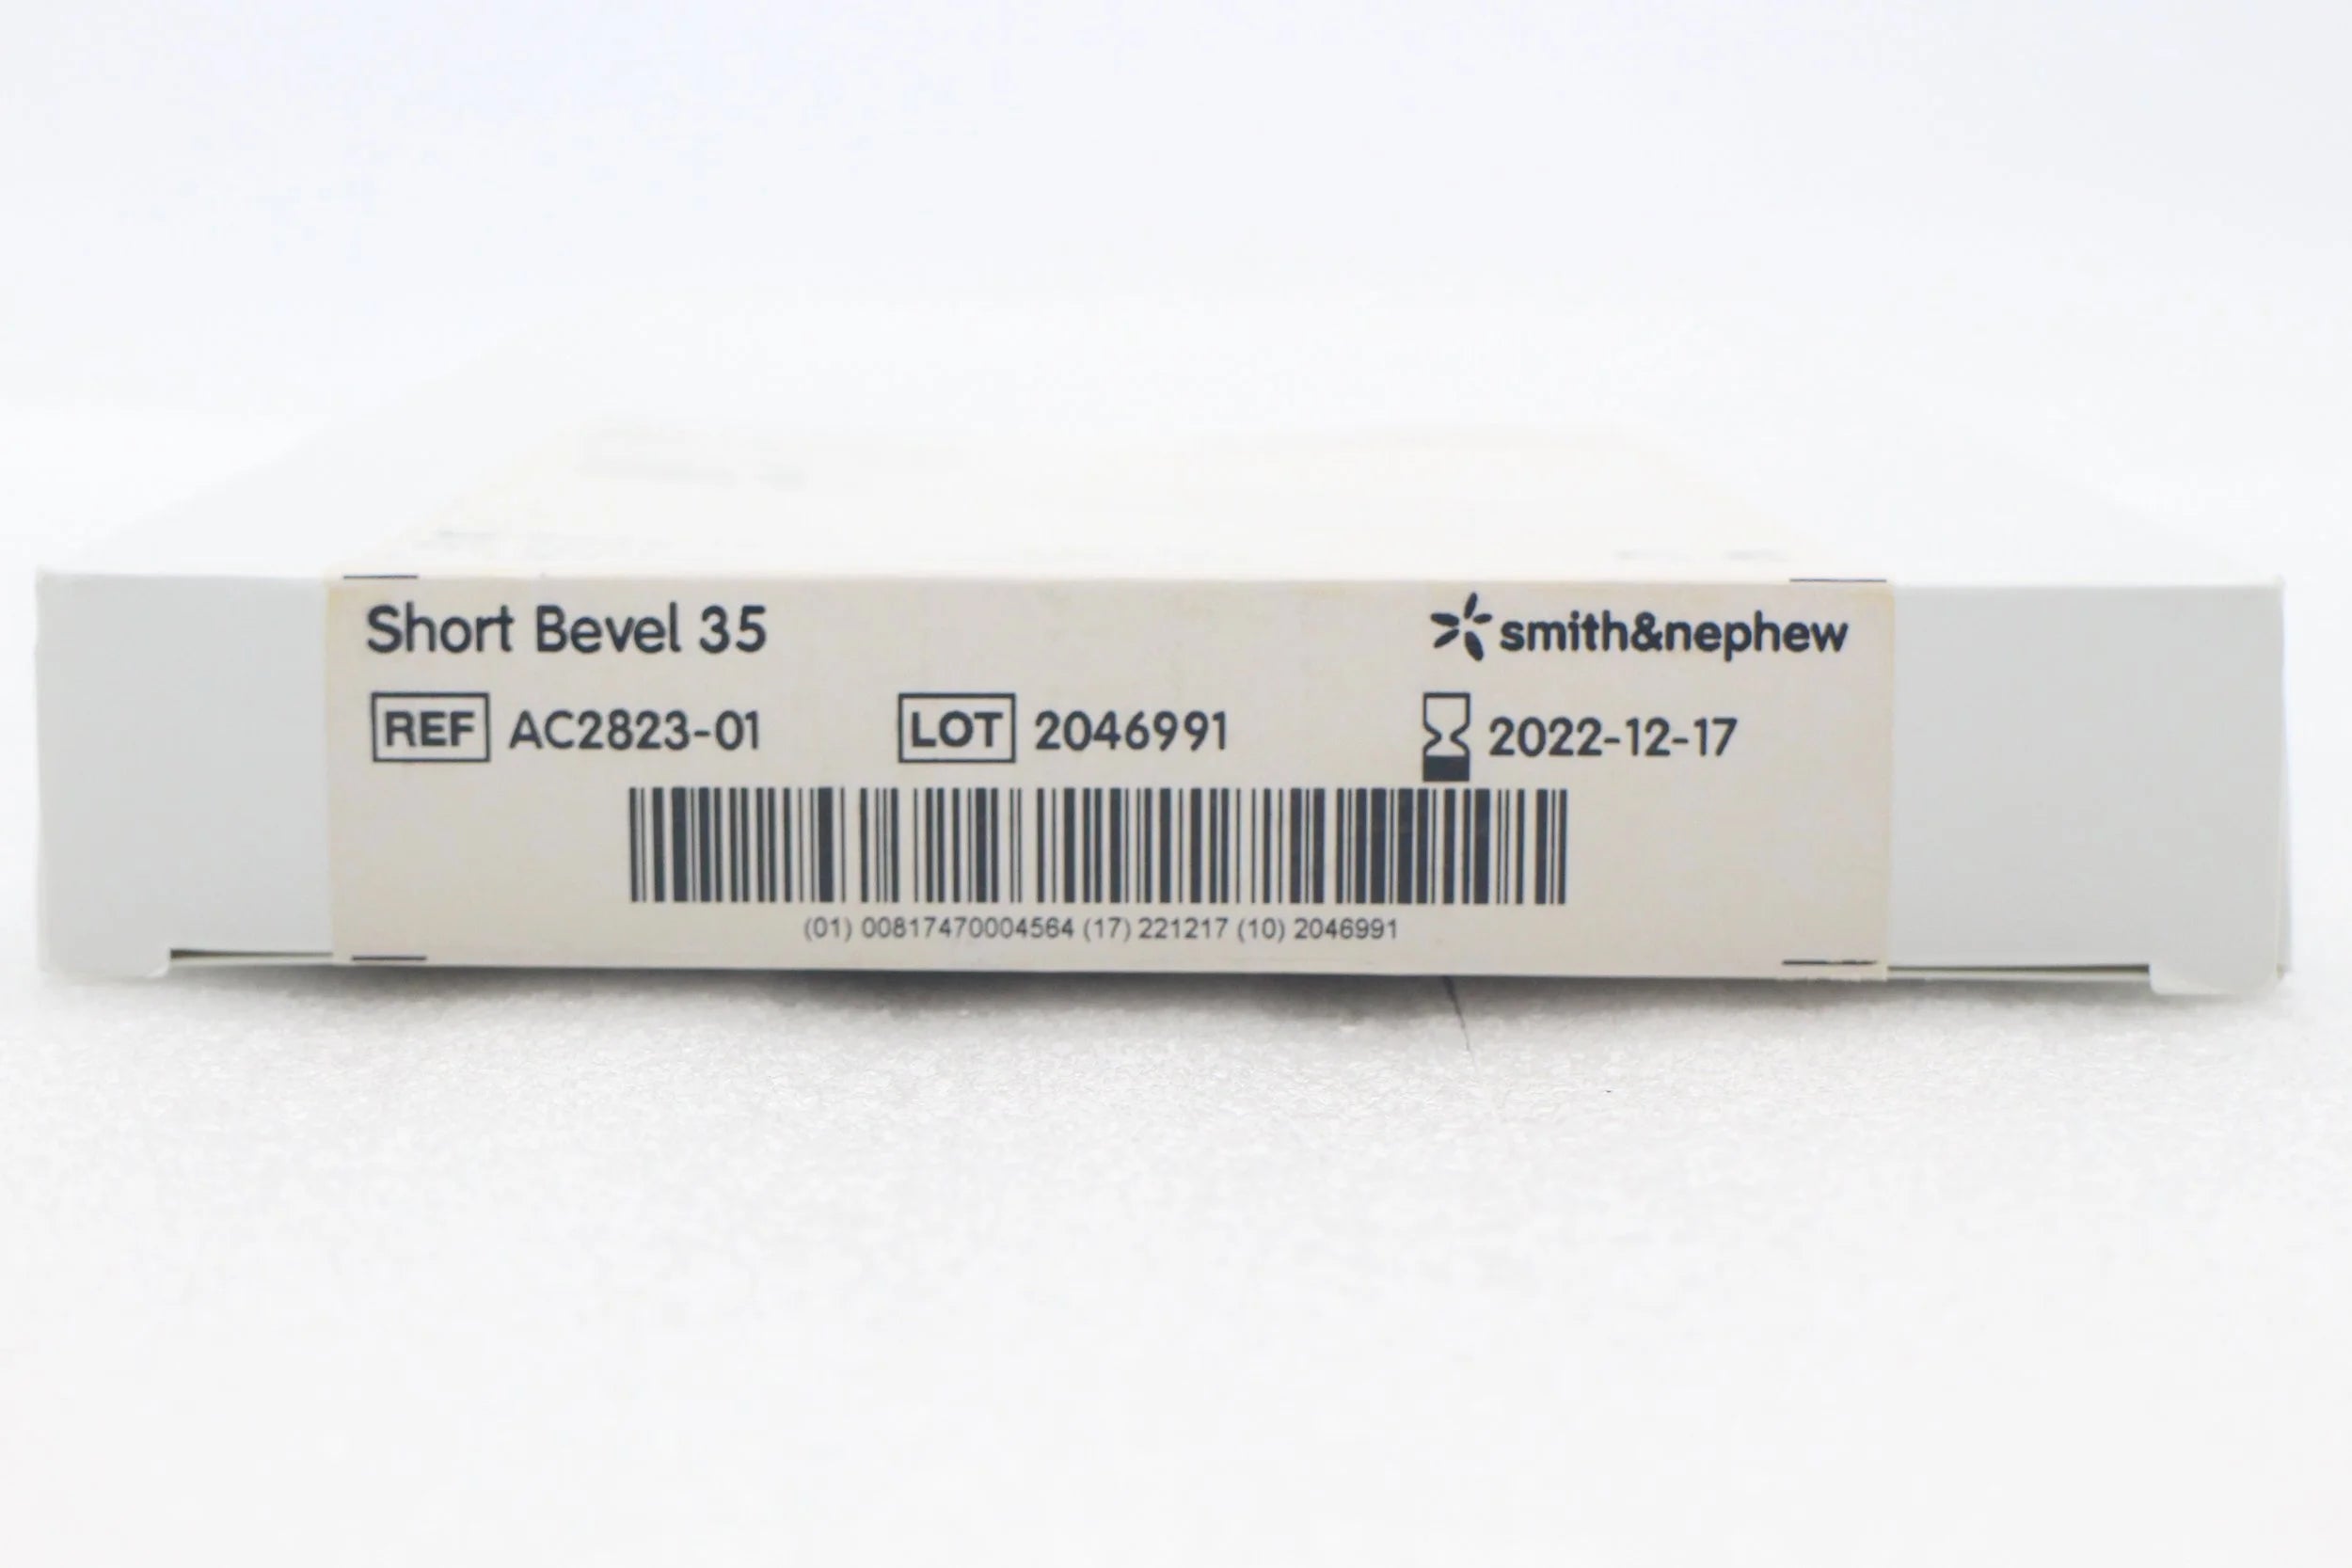 Short Bevel 35
smith&nephew
REF AC2823-01
LOT 2046991
2022-12-17
(01) 00817470004564 (17) 221217 (10) 2046991